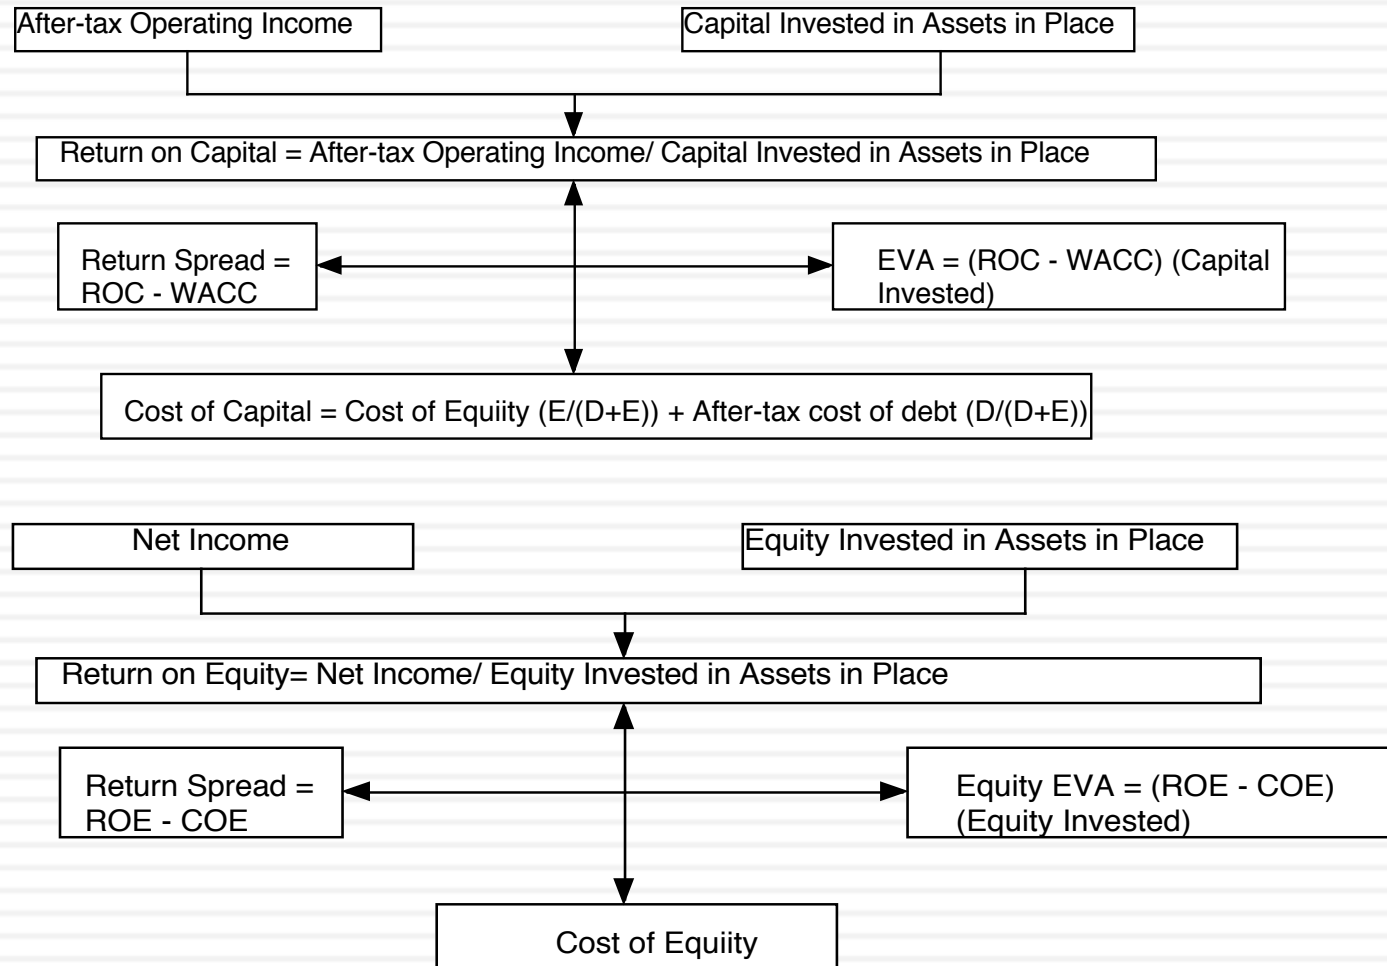 After-tax Operating Income
Capital Invested in Assets in Place
Return on Capital = After-tax Operating Income/ Capital Invested in Assets in Place
Return Spread =
ROC - WACC
EVA = (ROC - WACC) (Capital
Invested)
Cost of Capital = Cost of Equiity (E/(D+E)) + After-tax cost of debt (D/(D+E))
Net Income
Equity Invested in Assets in Place
Return on Equity= Net Income/ Equity Invested in Assets in Place
Return Spread =
ROE - COE
Equity EVA = (ROE - COE)
(Equity Invested)
Cost of Equiity